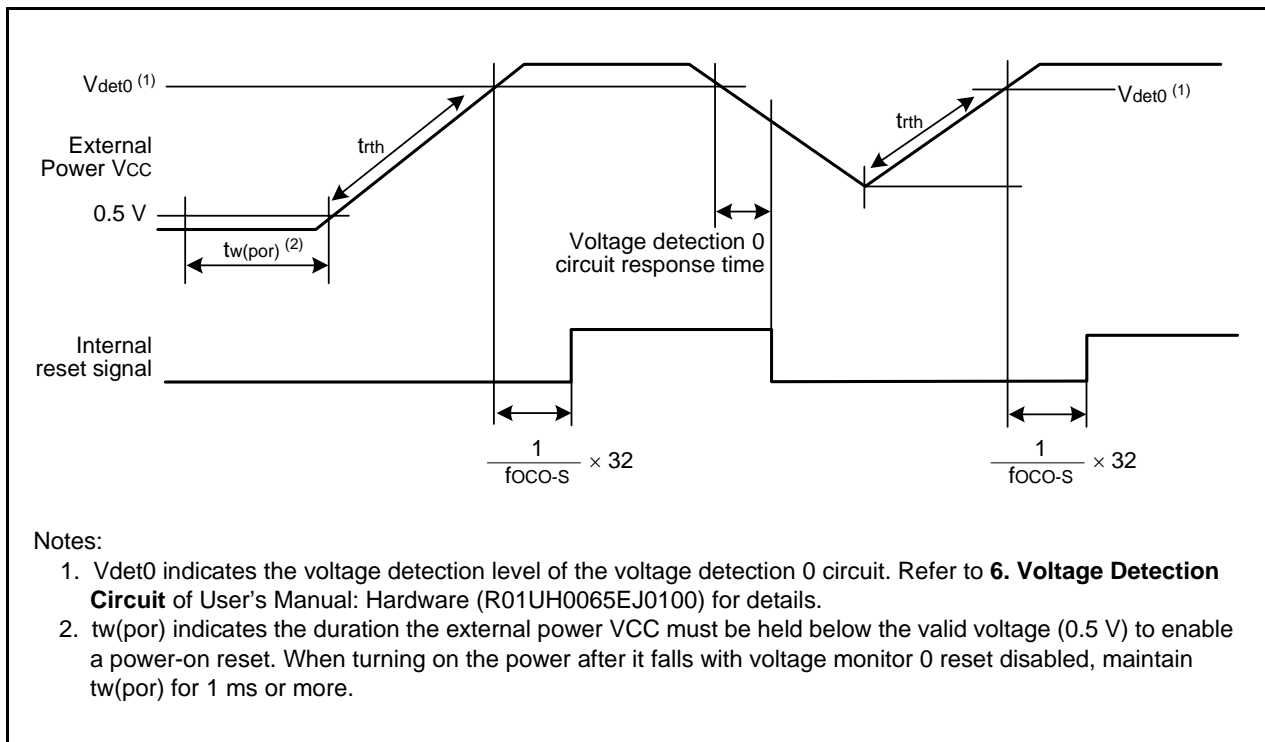 Vdet0 (1)
trth
External
Power VCC
0.5 V
tw(por) (2)
Voltage detection 0
circuit response time
trth
Vdet0 (1)
Internal
reset signal
1
fOCO-S
× 32
1
fOCO-S
× 32
Notes:
1. Vdet0 indicates the voltage detection level of the voltage detection 0 circuit. Refer to 6. Voltage Detection
Circuit of User's Manual: Hardware (R01UH0065EJ0100) for details.
2. tw(por) indicates the duration the external power VCC must be held below the valid voltage (0.5 V) to enable
a power-on reset. When turning on the power after it falls with voltage monitor 0 reset disabled, maintain
tw(por) for 1 ms or more.